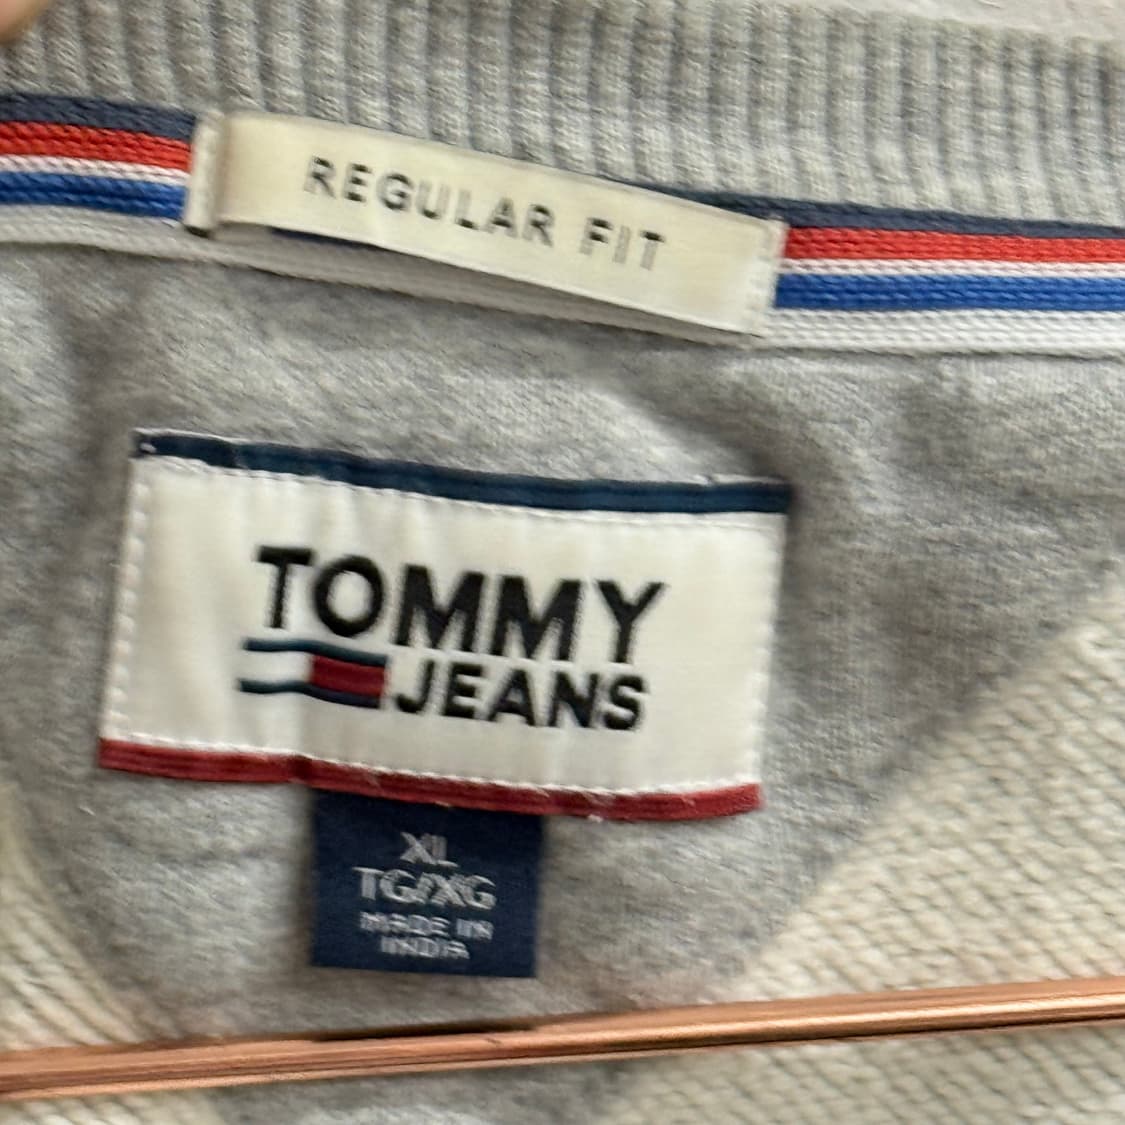 REGULAR FIT
TOMMY
JEANS
XL
TG/XG
MADE IN
INDIA